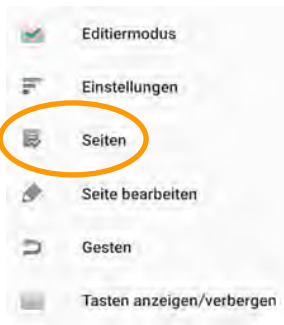 Editiermodus
Einstellungen
Seiten
Seite bearbeiten
Gesten
Tasten anzeigen/verbergen